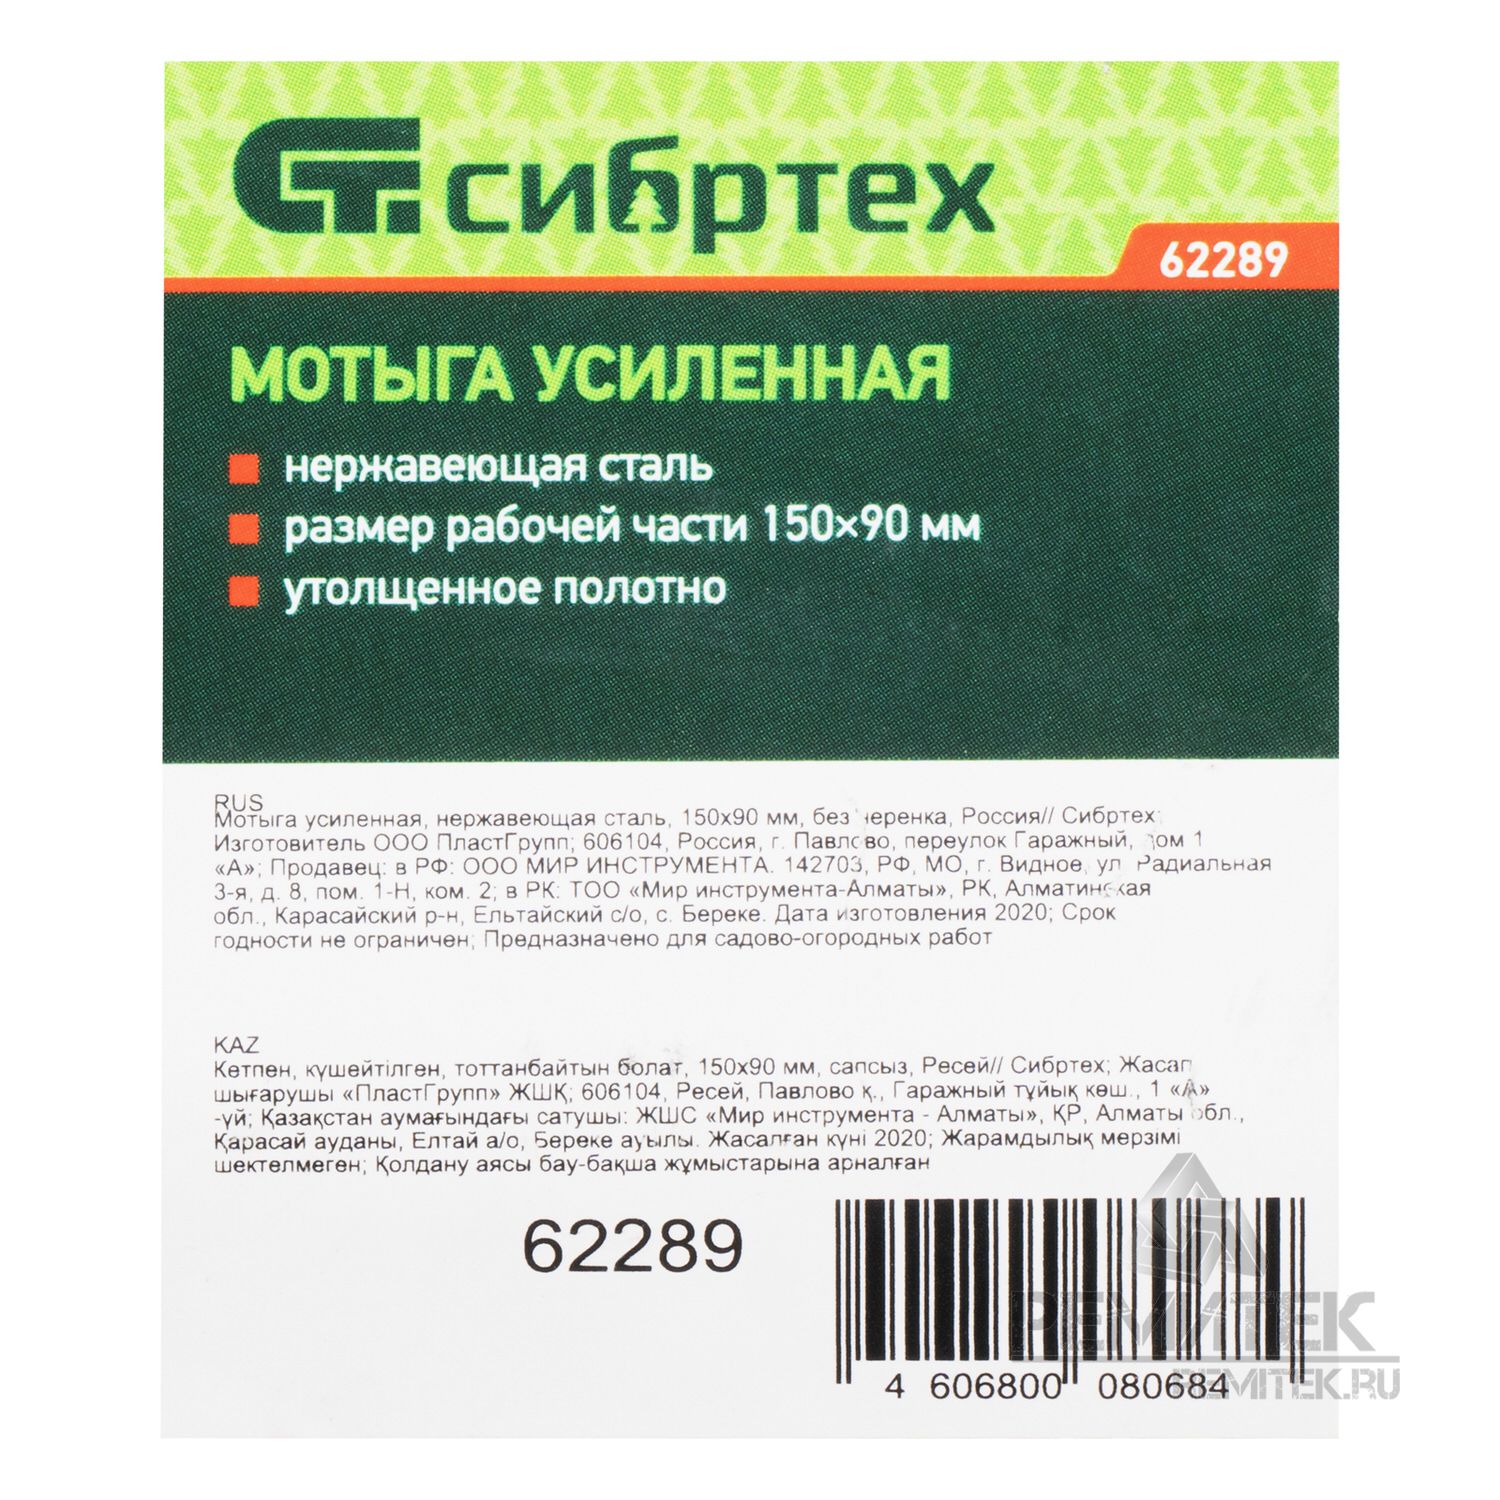 сибртех
62289
МОТЫГА УСИЛЕННАЯ
нержавеющая сталь
размер рабочей части 150×90 мм
утолщенное полотно
RUS
Мотыга усиленная, нержавеющая сталь, 150х90 мм, без черенка, Россия// Сибртех;
Изготовитель ООО ПластГрупп; 606104, Россия, г. Павлово, переулок Гаражный, дом 1
«А»; Продавец: в РФ: ООО МИР ИНСТРУМЕНТА. 142703, РФ, МО, г. Видное, ул. Радиальная
3-я, д. 8, пом. 1-Н, ком. 2; в РК: ТОО «Мир инструмента-Алматы», РК, Алматинская
обл., Карасайский р-н, Ельтайский с/о, с. Береке. Дата изготовления 2020; Срок
годности не ограничен; Предназначено для садово-огородных работ
KAZ
Кетпен, күшейтілген, тоттанбайтын болат, 150х90 мм, сапсыз, Ресей// Сибртех; Жасап
шығарушы «ПластГрупп» ЖШҚ; 606104, Ресей, Павлово қ., Гаражный тұйық көш., 1 «А»
-үй; Қазақстан аумағындағы сатушы: ЖШС «Мир инструмента - Алматы», ҚР, Алматы обл.,
Қарасай ауданы, Елтай а/о, Береке ауылы. Жасалған күні 2020; Жарамдылық мерзімі
шектелмеген; Қолдану аясы бау-бақша жұмыстарына арналған
62289
4 606800 080684
РЕМИТЕК
REMITEK.RU